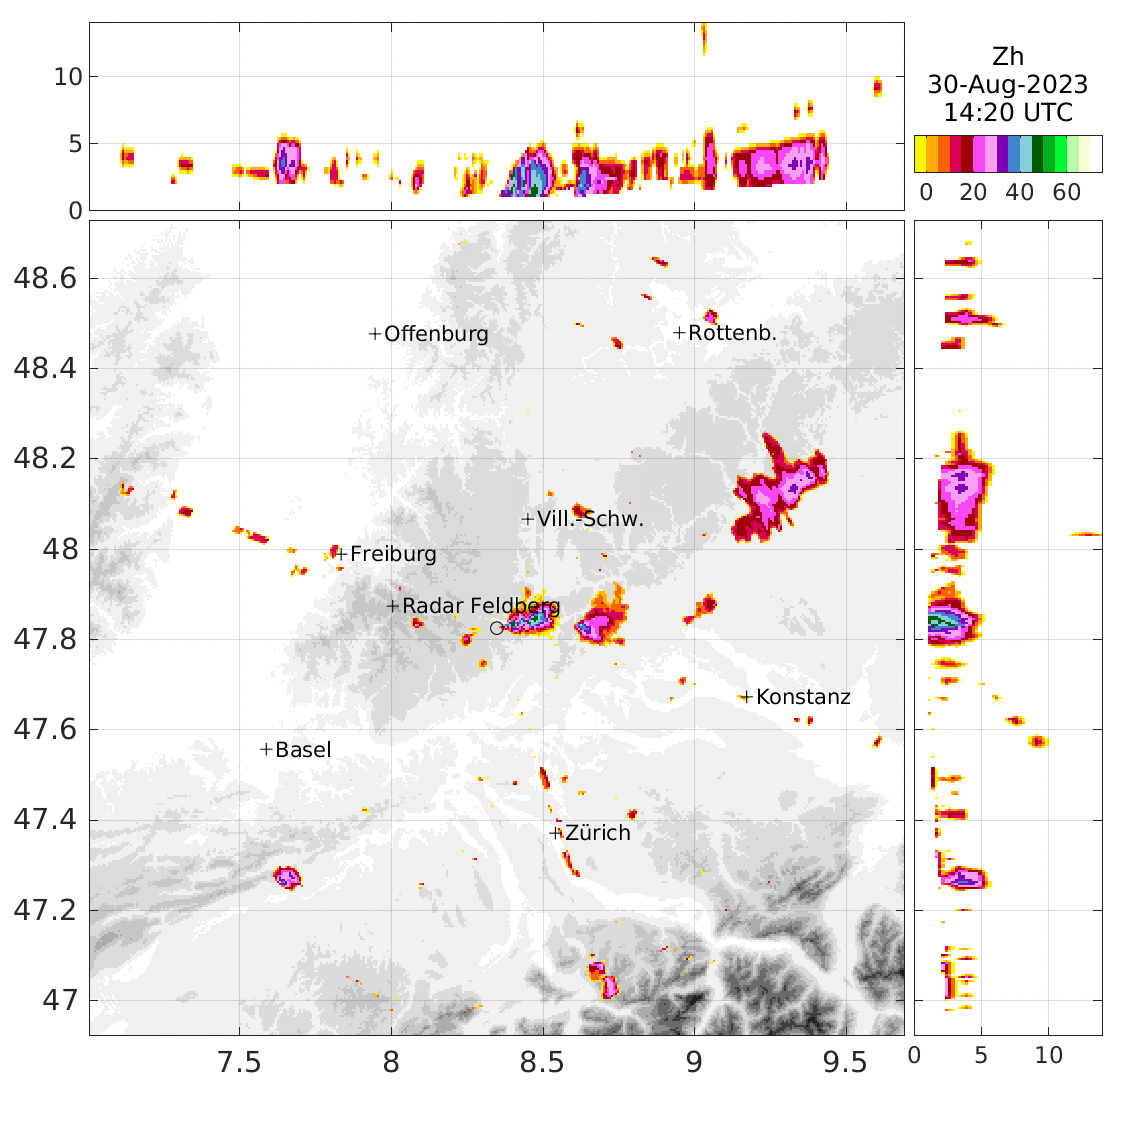 10
5
0
Zh
30-Aug-2023
14:20 UTC
0 20 40 60
48.6
48.4
48.2
48
47.8
47.6
47.4
47.2
47
Offenburg
Rottenb.
Vill.-Schw.
Freiburg
Radar Feldberg
Konstanz
Basel
Zürich
7.5 8 8.5 9 9.5
0 5 10